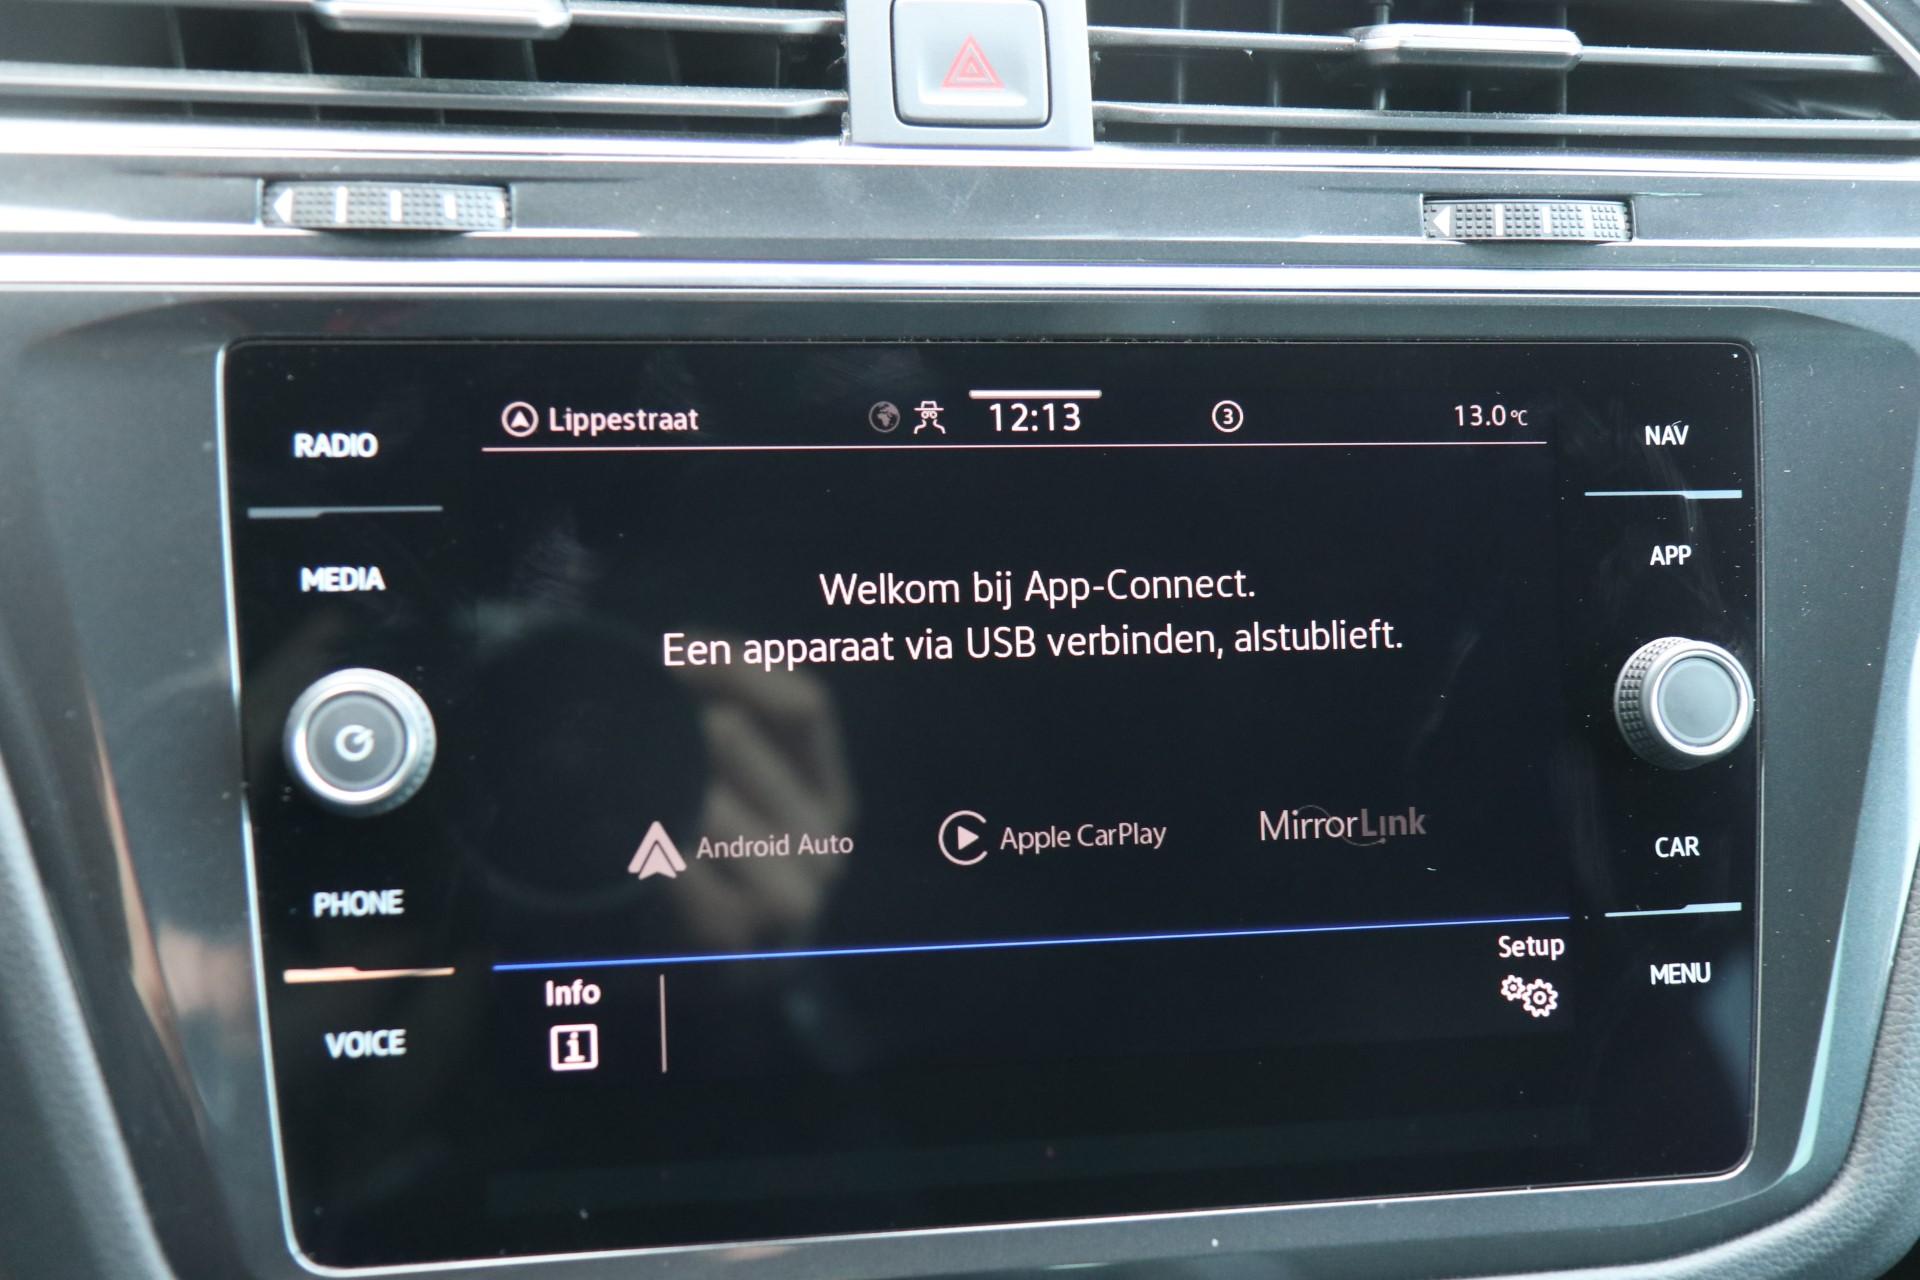 Lippestraat 12:13 3 13.0 °C
RADIO
NAV
MEDIA
APP
Welkom bij App-Connect.
Een apparaat via USB verbinden, alstublieft.
Android Auto
Apple CarPlay
MirrorLink
CAR
PHONE
Setup
MENU
Info
i
VOICE